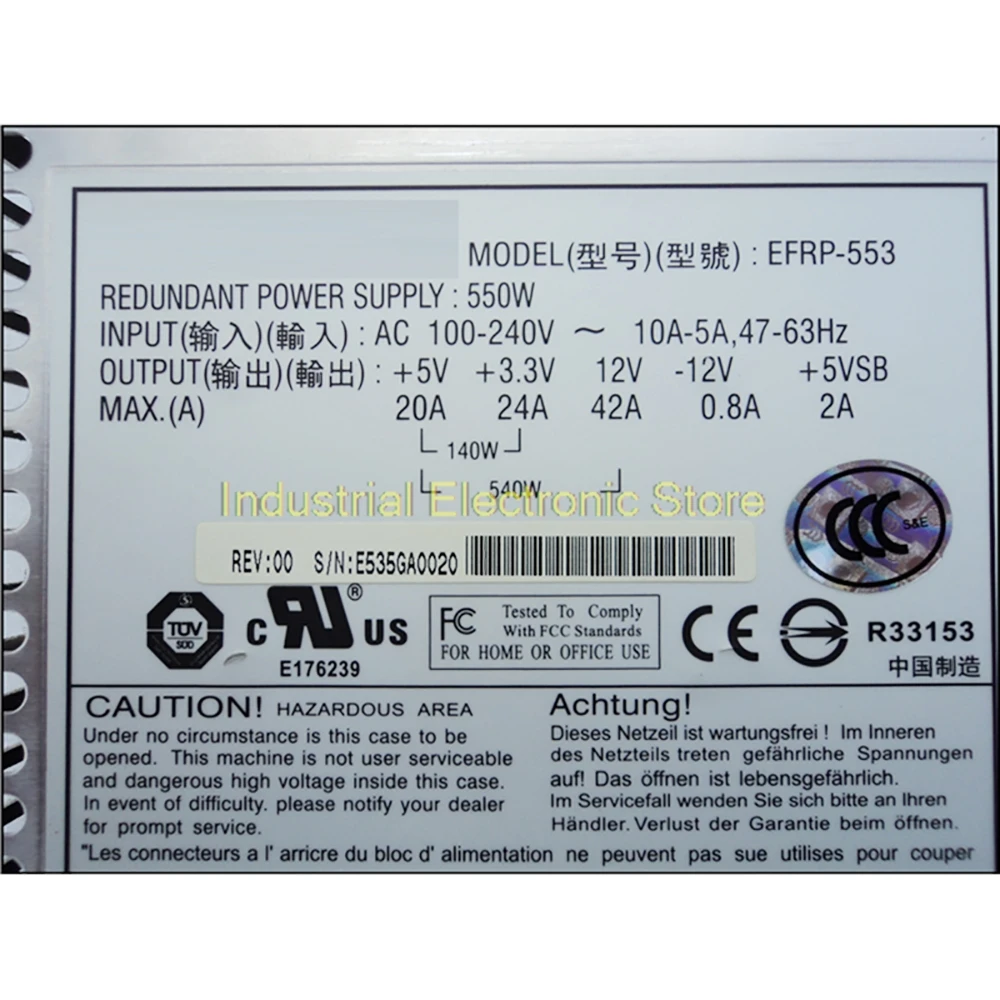 MODEL(型号)(型號) : EFRP-553
REDUNDANT POWER SUPPLY : 550W
INPUT(输入)(輸入) : AC 100-240V ~ 10A-5A,47-63Hz
OUTPUT(输出)(輸出) : +5V +3.3V 12V -12V +5VSB
MAX.(A) 20A 24A 42A 0.8A 2A
140W
540W
Industrial Electronic Store
CCC S&E
REV:00 S/N:E535GA0020
TÜV
c RU ® US
E176239
FC Tested To Comply
With FCC Standards
FOR HOME OR OFFICE USE
CE
R33153
中国制造
CAUTION! HAZARDOUS AREA
Under no circumstance is this case to be
opened. This machine is not user serviceable
and dangerous high voltage inside this case.
In event of difficulty. please notify your dealer
for prompt service.
Achtung!
Dieses Netzeil ist wartungsfrei ! Im Inneren
des Netzteils treten gefährliche Spannungen
auf! Das öffnen ist lebensgefährlich.
Im Servicefall wenden Sie sich bitte an Ihren
Händler. Verlust der Garantie beim öffnen.
"Les connecteurs a l' arricre du bloc d' alimentation ne peuvent pas sue utilises pour couper